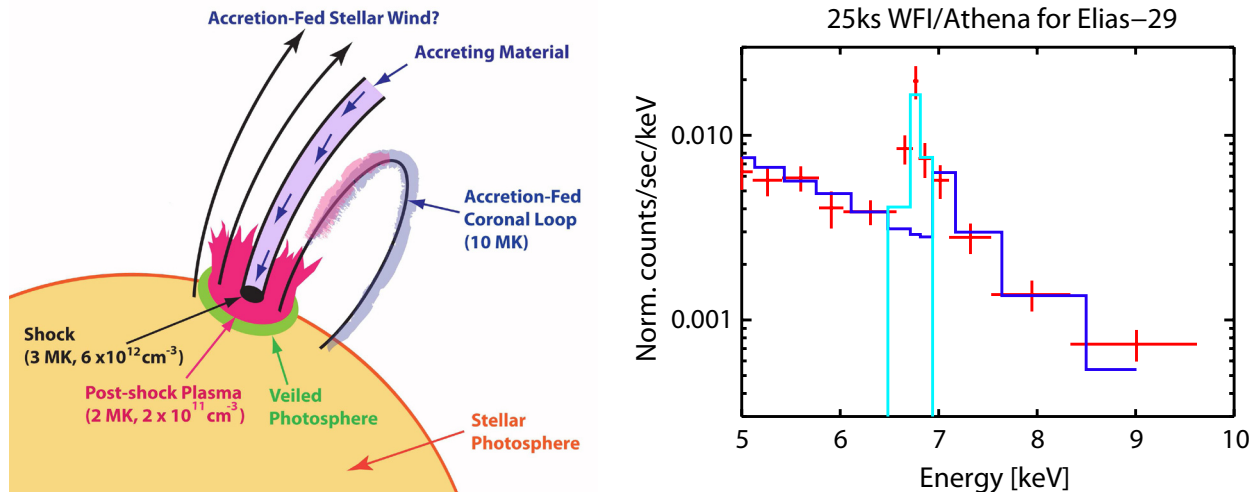 Accretion-Fed Stellar Wind?
Accreting Material
Accretion-Fed
Coronal Loop
(10 MK)
Shock
(3 MK, 6 x10¹²cm⁻³)
Post-shock Plasma
(2 MK, 2 x 10¹¹cm⁻³)
Veiled
Photosphere
Stellar
Photosphere
25ks WFI/Athena for Elias−29
Norm. counts/sec/keV
0.010
0.001
5 6 7 8 9 10
Energy [keV]